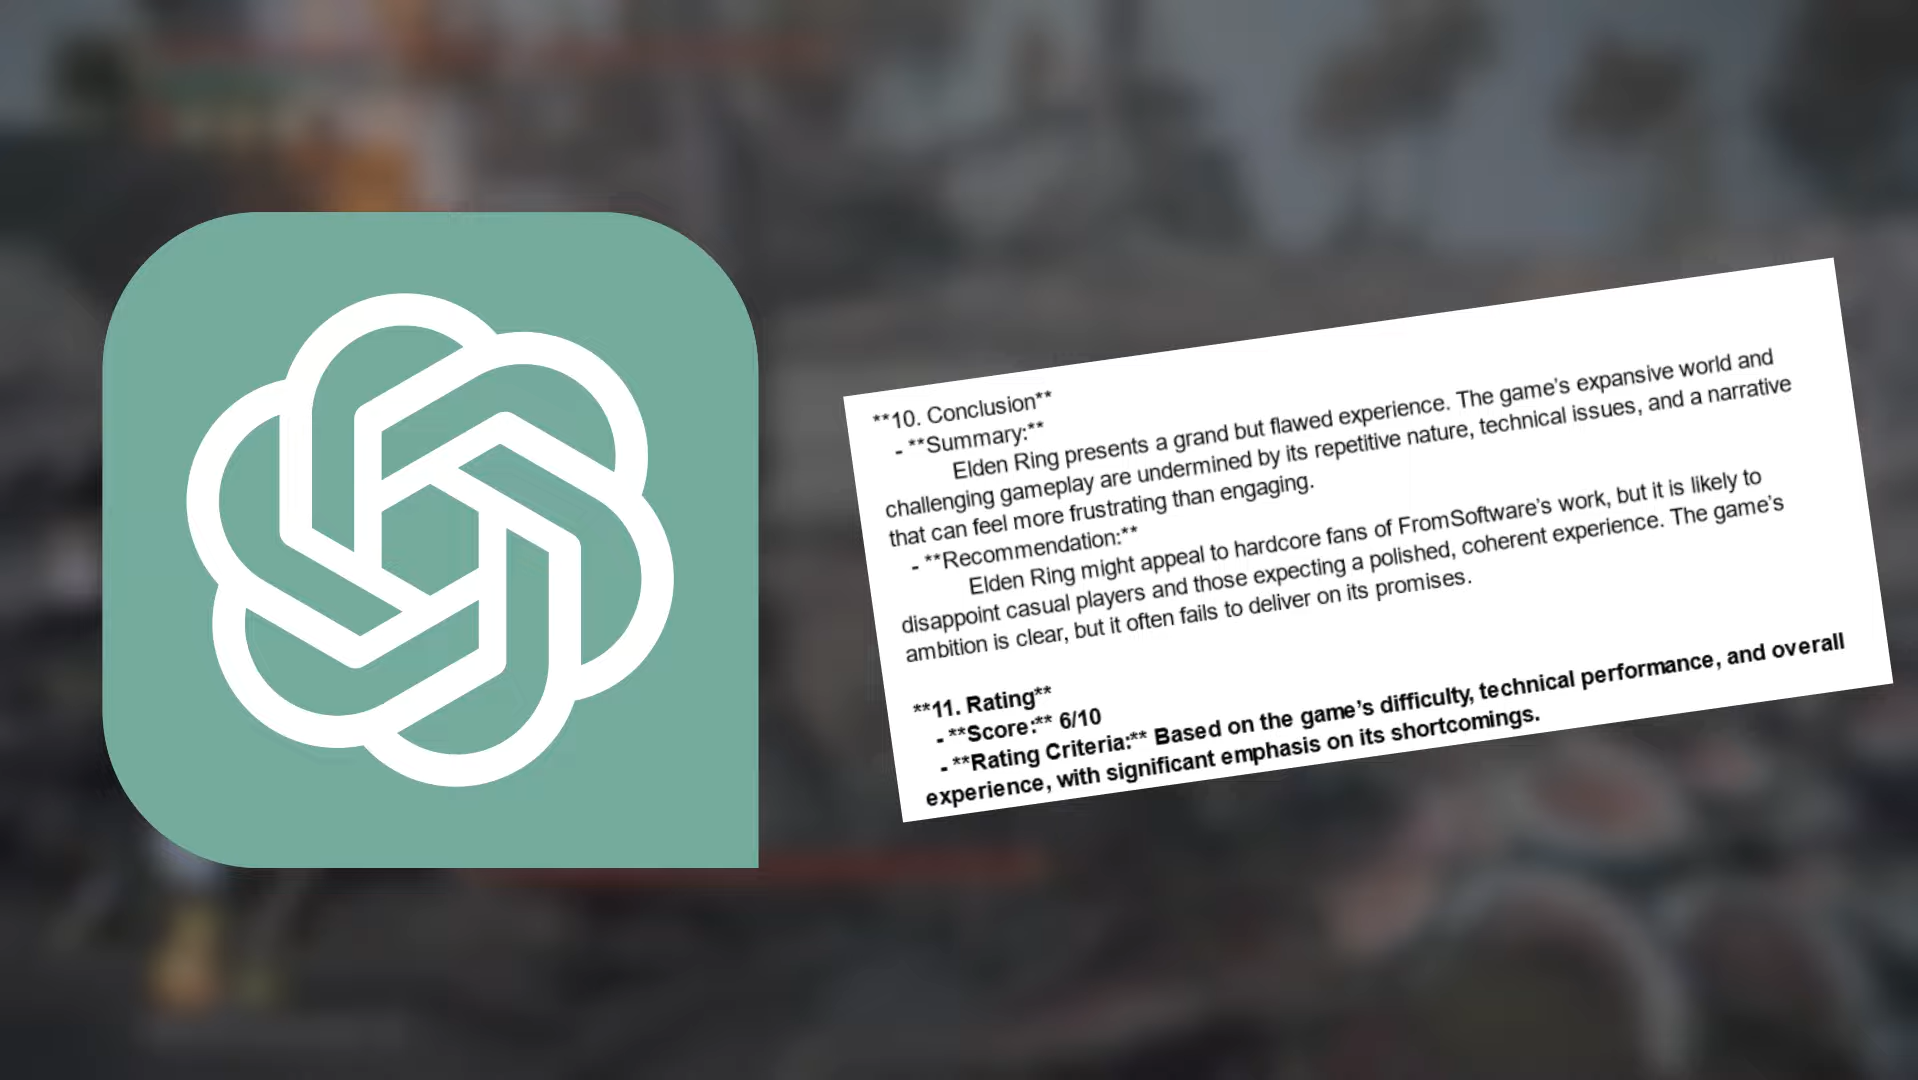 **10. Conclusion**
- **Summary:**
Elden Ring presents a grand but flawed experience. The game's expansive world and
challenging gameplay are undermined by its repetitive nature, technical issues, and a narrative
that can feel more frustrating than engaging.
- **Recommendation:**
Elden Ring might appeal to hardcore fans of FromSoftware's work, but it is likely to
disappoint casual players and those expecting a polished, coherent experience. The game's
ambition is clear, but it often fails to deliver on its promises.
**11. Rating**
- **Score:** 6/10
- **Rating Criteria:** Based on the game's difficulty, technical performance, and overall
experience, with significant emphasis on its shortcomings.